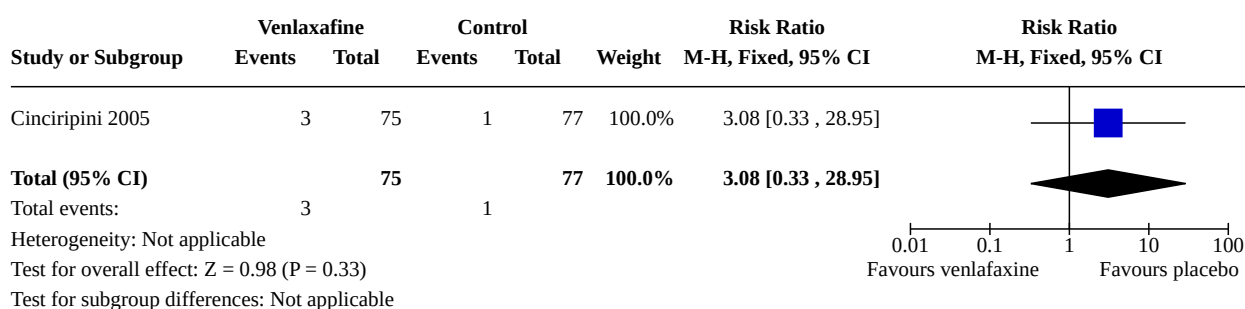 Venlaxafine Control Risk Ratio Risk Ratio
Study or Subgroup Events Total Events Total Weight M-H, Fixed, 95% CI M-H, Fixed, 95% CI
Cinciripini 2005 3 75 1 77 100.0% 3.08 [0.33 , 28.95]
Total (95% CI) 75 77 100.0% 3.08 [0.33 , 28.95]
Total events: 3 1
Heterogeneity: Not applicable
0.01 0.1 1 10 100
Test for overall effect: Z = 0.98 (P = 0.33) Favours venlafaxine Favours placebo
Test for subgroup differences: Not applicable